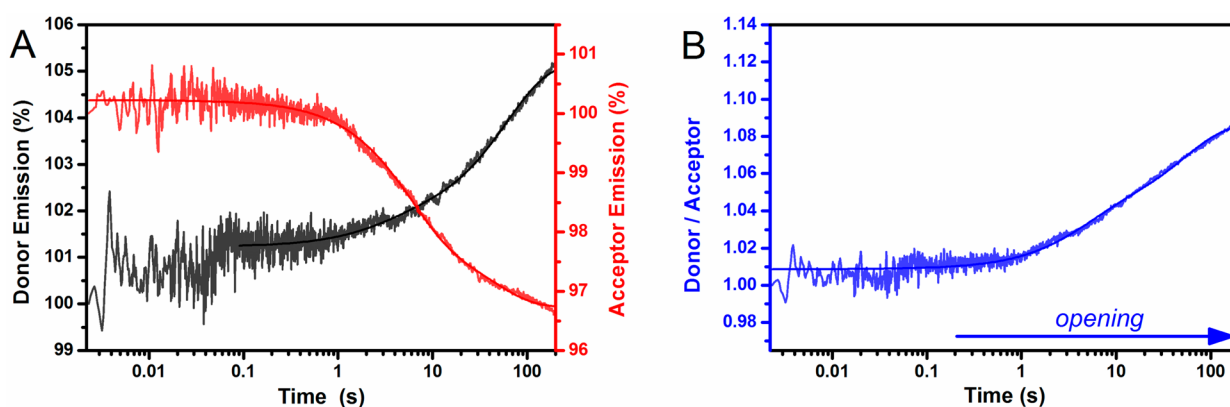 A
Donor Emission (%)
106
105
104
103
102
101
100
99
0.01 0.1 1 10 100
Time (s)
101
100
99
98
97
96
Acceptor Emission (%)
B
Donor / Acceptor
1.14
1.12
1.10
1.08
1.06
1.04
1.02
1.00
0.98
opening
0.01 0.1 1 10 100
Time (s)